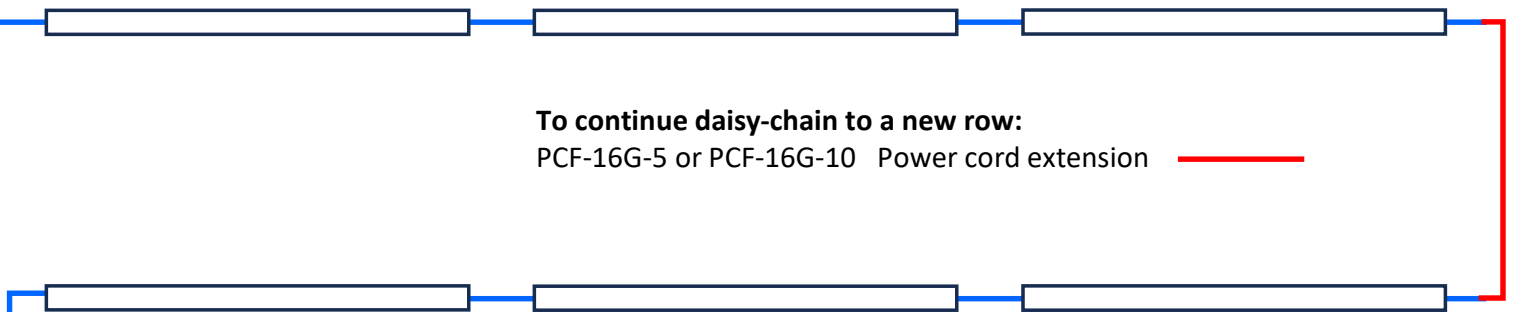 To continue daisy-chain to a new row:
PCF-16G-5 or PCF-16G-10 Power cord extension